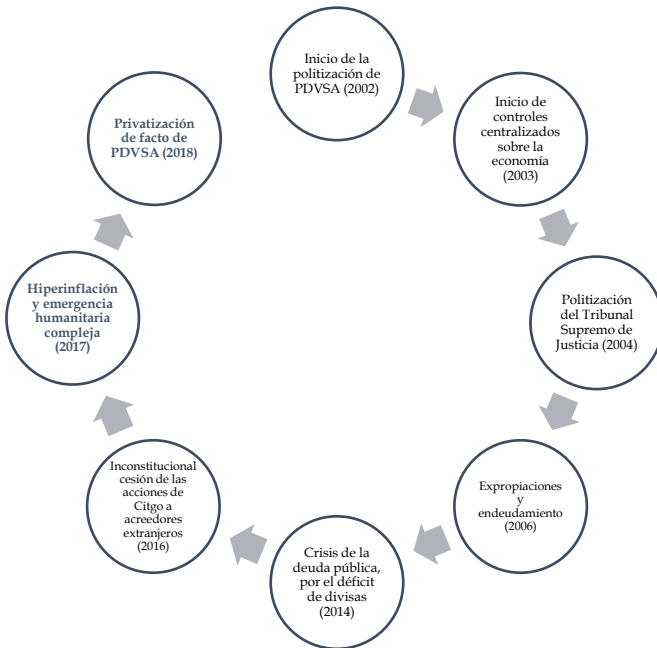 Inicio de la
politización de
PDVSA (2002)
Inicio de
controles
centralizados
sobre la
economía
(2003)
Politización
del Tribunal
Supremo de
Justicia (2004)
Expropiaciones
y
endeudamiento
(2006)
Crisis de la
deuda pública,
por el déficit
de divisas
(2014)
Inconstitucional
cesión de las
acciones de
Citgo a
acreedores
extranjeros
(2016)
Hiperinflación
y emergencia
humanitaria
compleja
(2017)
Privatización
de facto de
PDVSA (2018)